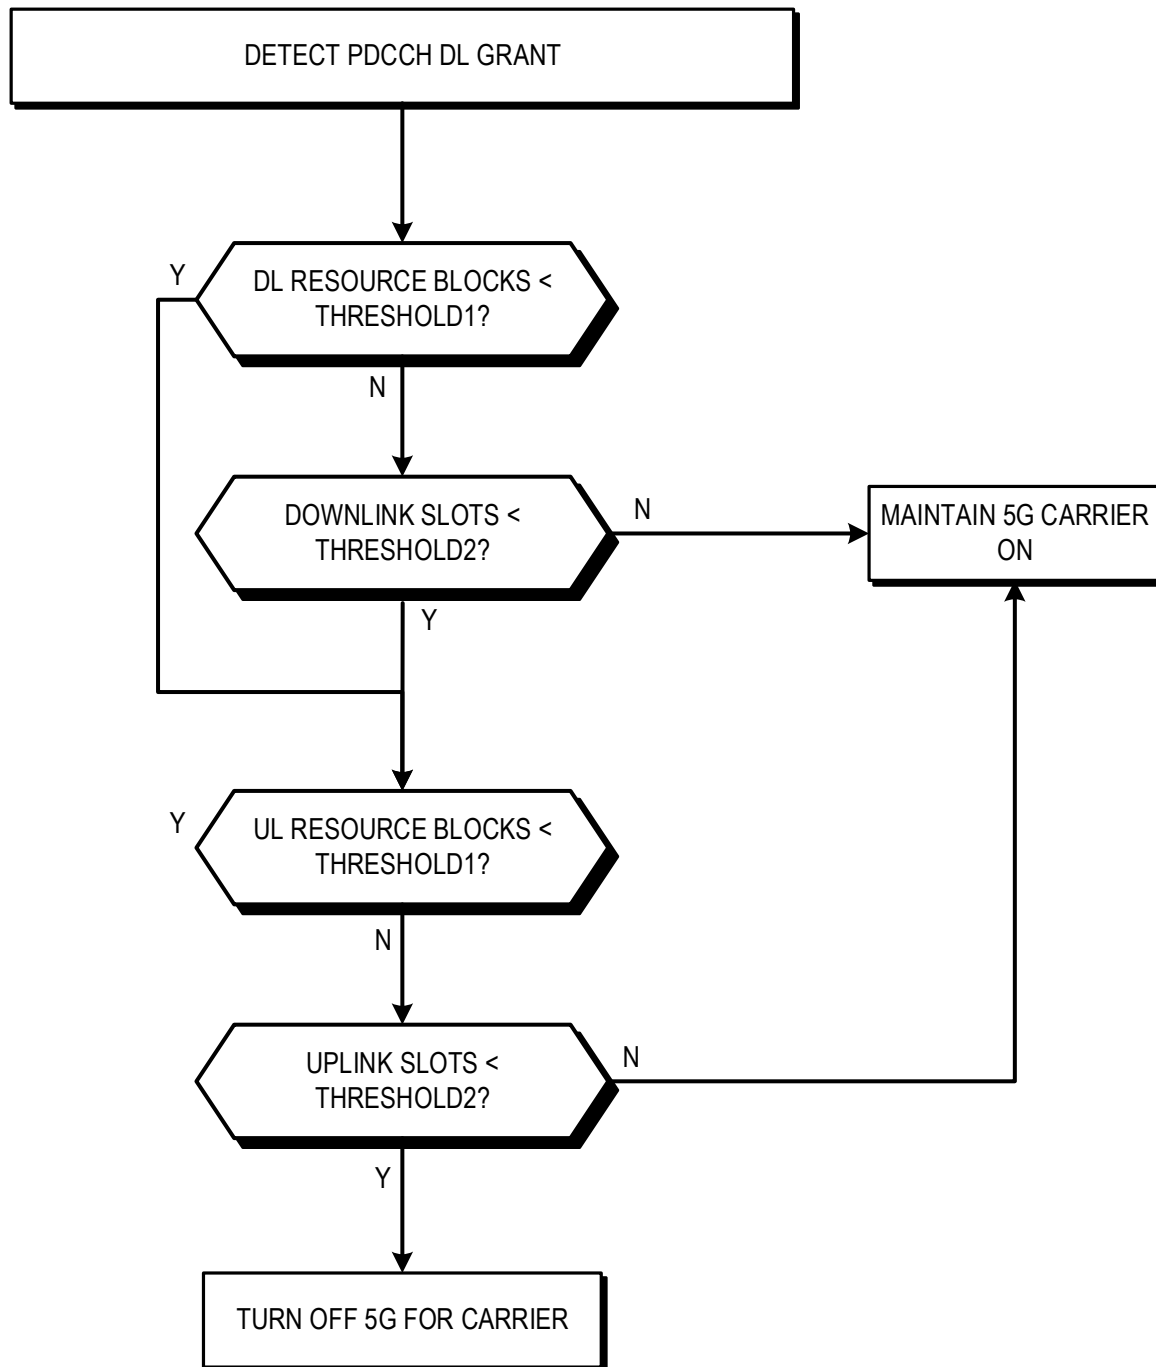 DETECT PDCCH DL GRANT
Y
DL RESOURCE BLOCKS <
THRESHOLD1?
N
DOWNLINK SLOTS <
THRESHOLD2?
N
MAINTAIN 5G CARRIER
ON
Y
Y
UL RESOURCE BLOCKS <
THRESHOLD1?
N
UPLINK SLOTS <
THRESHOLD2?
N
Y
TURN OFF 5G FOR CARRIER